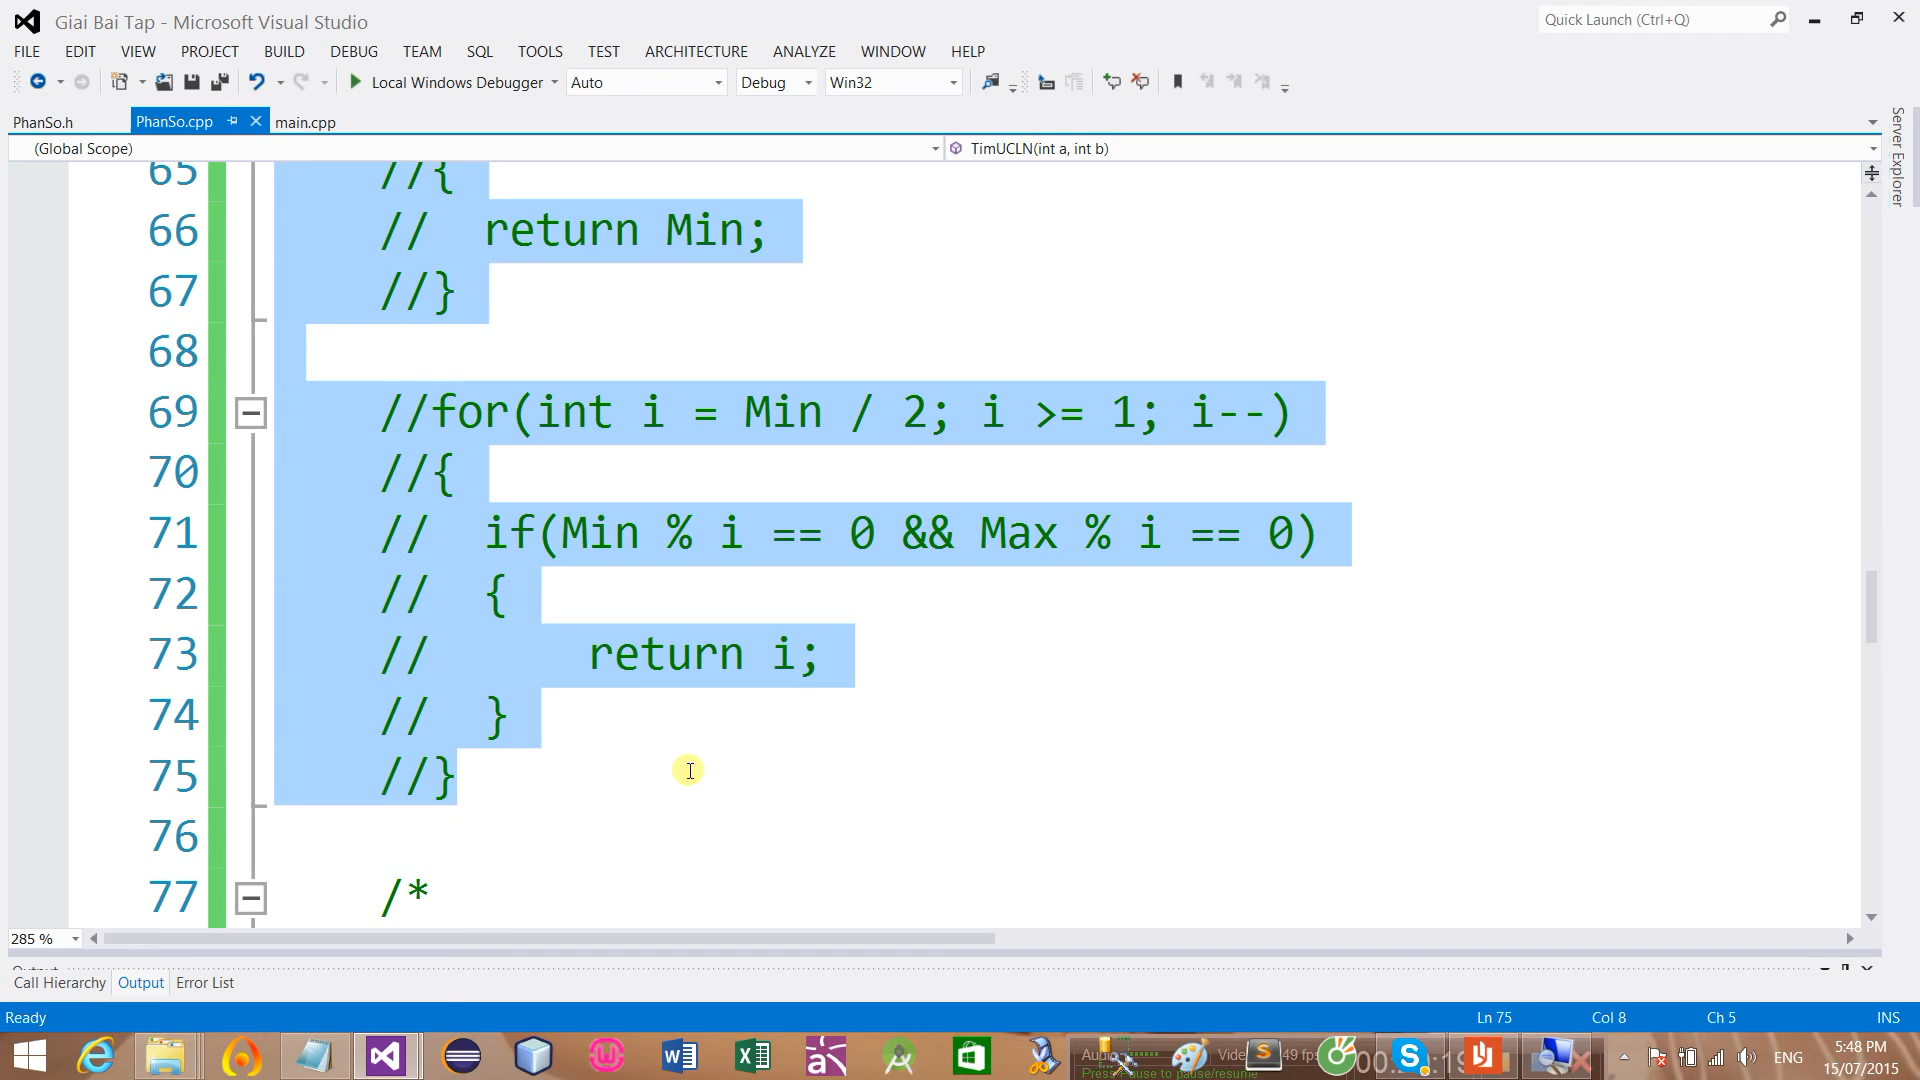 Giai Bai Tap - Microsoft Visual Studio
Quick Launch (Ctrl+Q)
FILE EDIT VIEW PROJECT BUILD DEBUG TEAM SQL TOOLS TEST ARCHITECTURE ANALYZE WINDOW HELP
Local Windows Debugger Auto Debug Win32
PhanSo.h PhanSo.cpp main.cpp
Server Explorer
(Global Scope) TimUCLN(int a, int b)
65 //{
66 // return Min;
67 //}
68
69 //for(int i = Min / 2; i >= 1; i--)
70 //{
71 // if(Min % i == 0 && Max % i == 0)
72 // {
73 // return i;
74 // }
75 //}
76
77 /*
285 %
Call Hierarchy Output Error List
Ready Ln 75 Col 8 Ch 5 INS
ENG
5:48 PM
15/07/2015